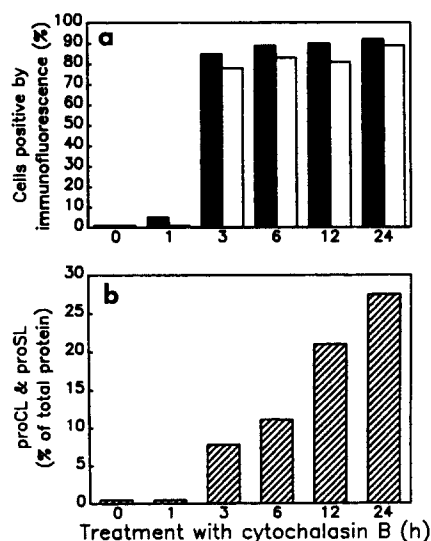 a
Cells positive by
immunofluorescence (%)
100
90
80
70
60
50
40
30
20
10
0
0 1 3 6 12 24
b
proCL & proSL
(% of total protein)
30
25
20
15
10
5
0
0 1 3 6 12 24
Treatment with cytochalasin B (h)